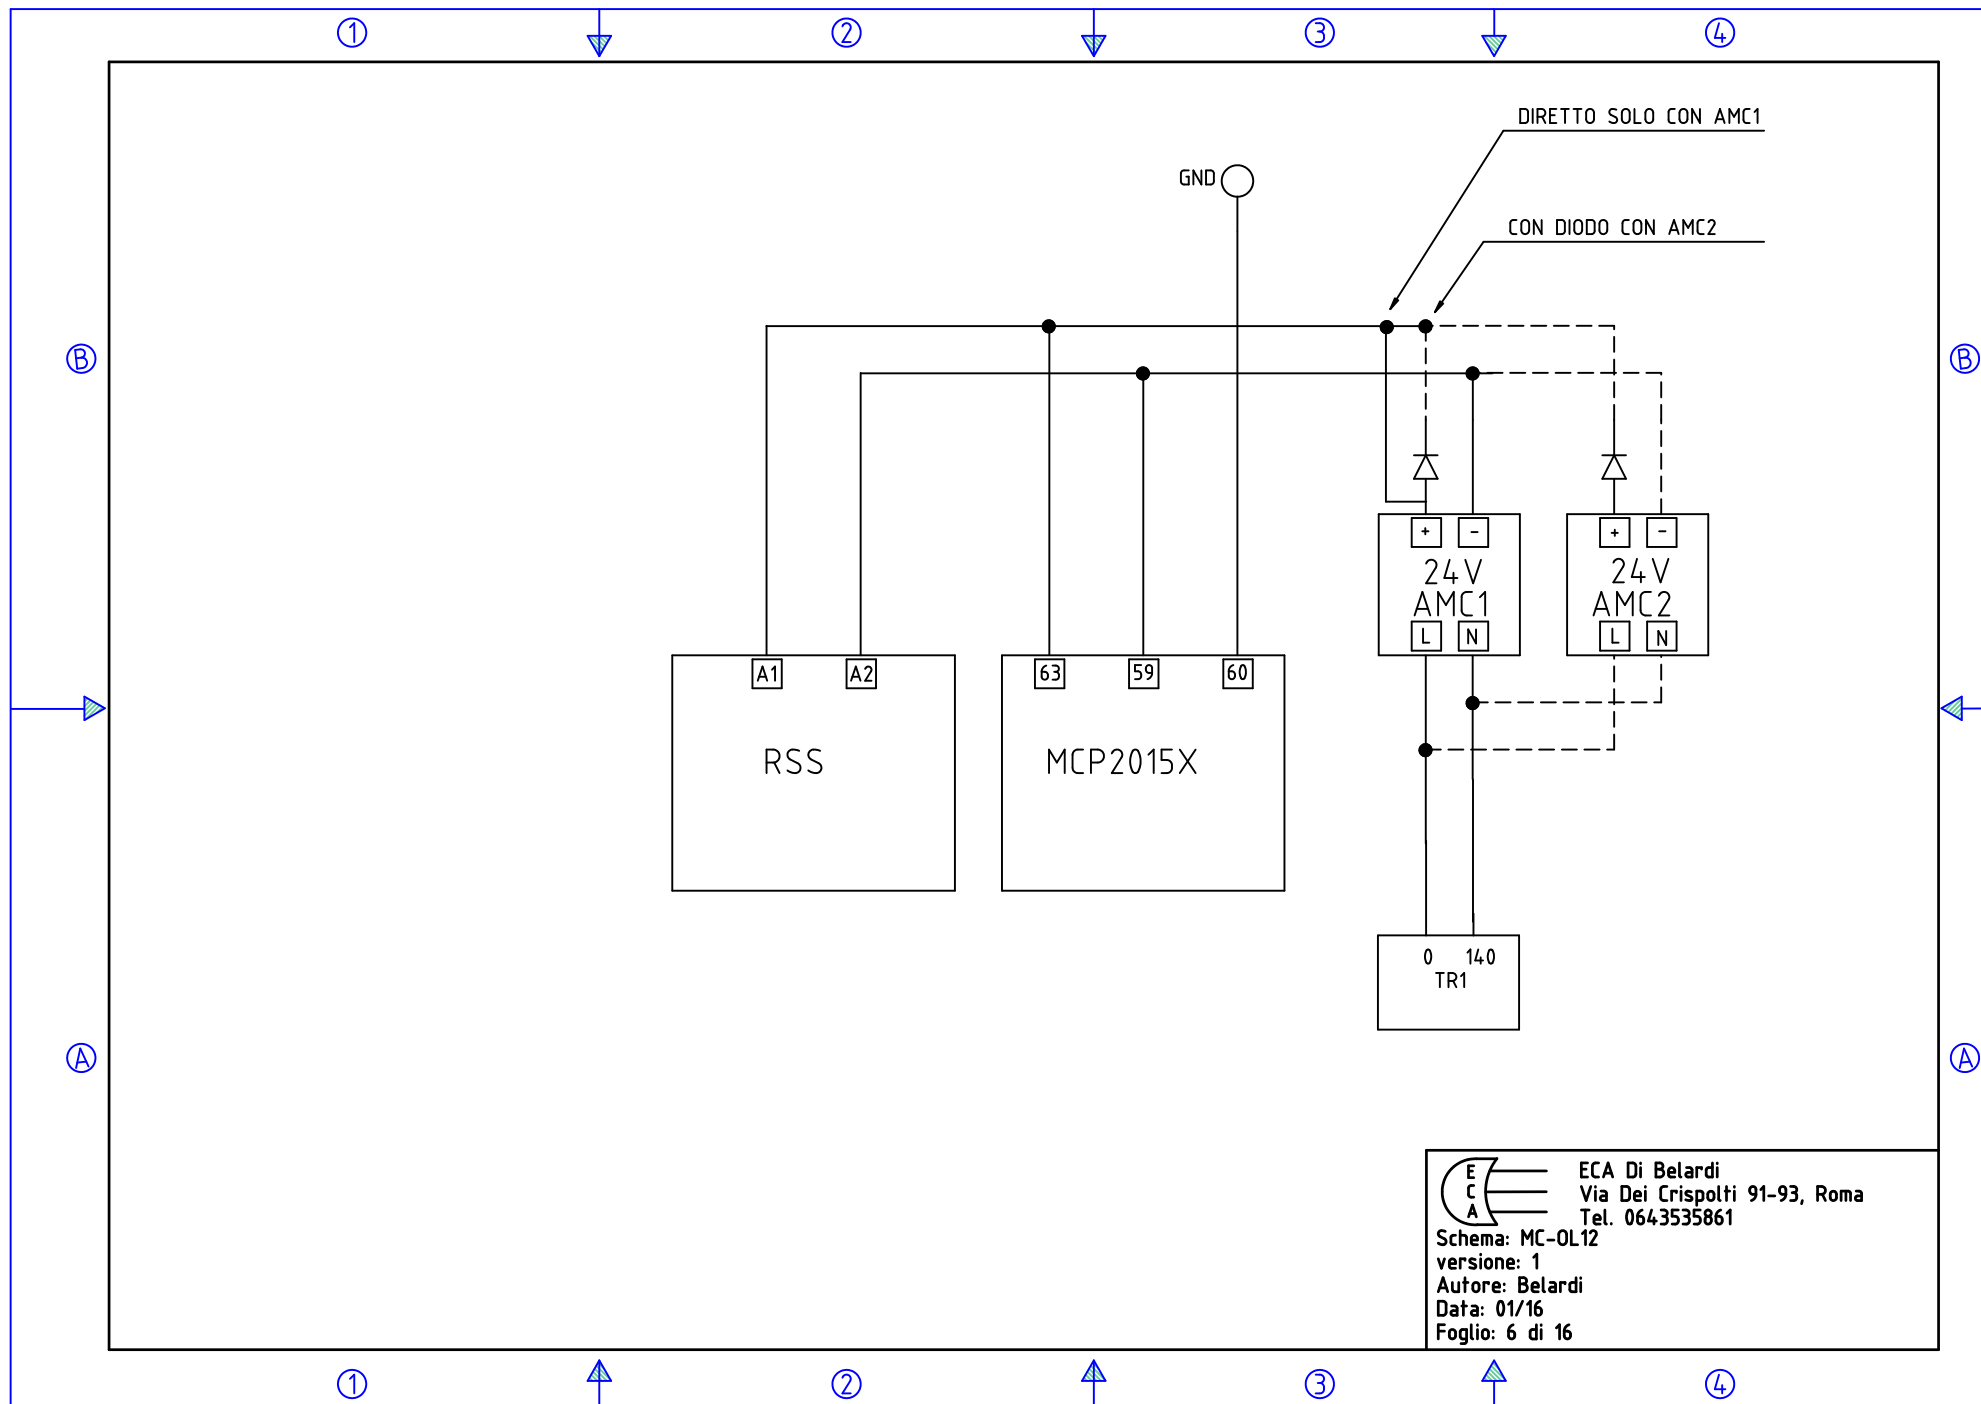 1 2 3 4
DIRETTO SOLO CON AMC1
GND
CON DIODO CON AMC2
B B
+ - + -
24V 24V
AMC1 AMC2
L N L N
A1 A2 63 59 60
RSS MCP2015X
0 140
TR1
A A
E
C
A
ECA Di Belardi
Via Dei Crispolti 91-93, Roma
Tel. 0643535861
Schema: MC-OL12
versione: 1
Autore: Belardi
Data: 01/16
Foglio: 6 di 16
1 2 3 4